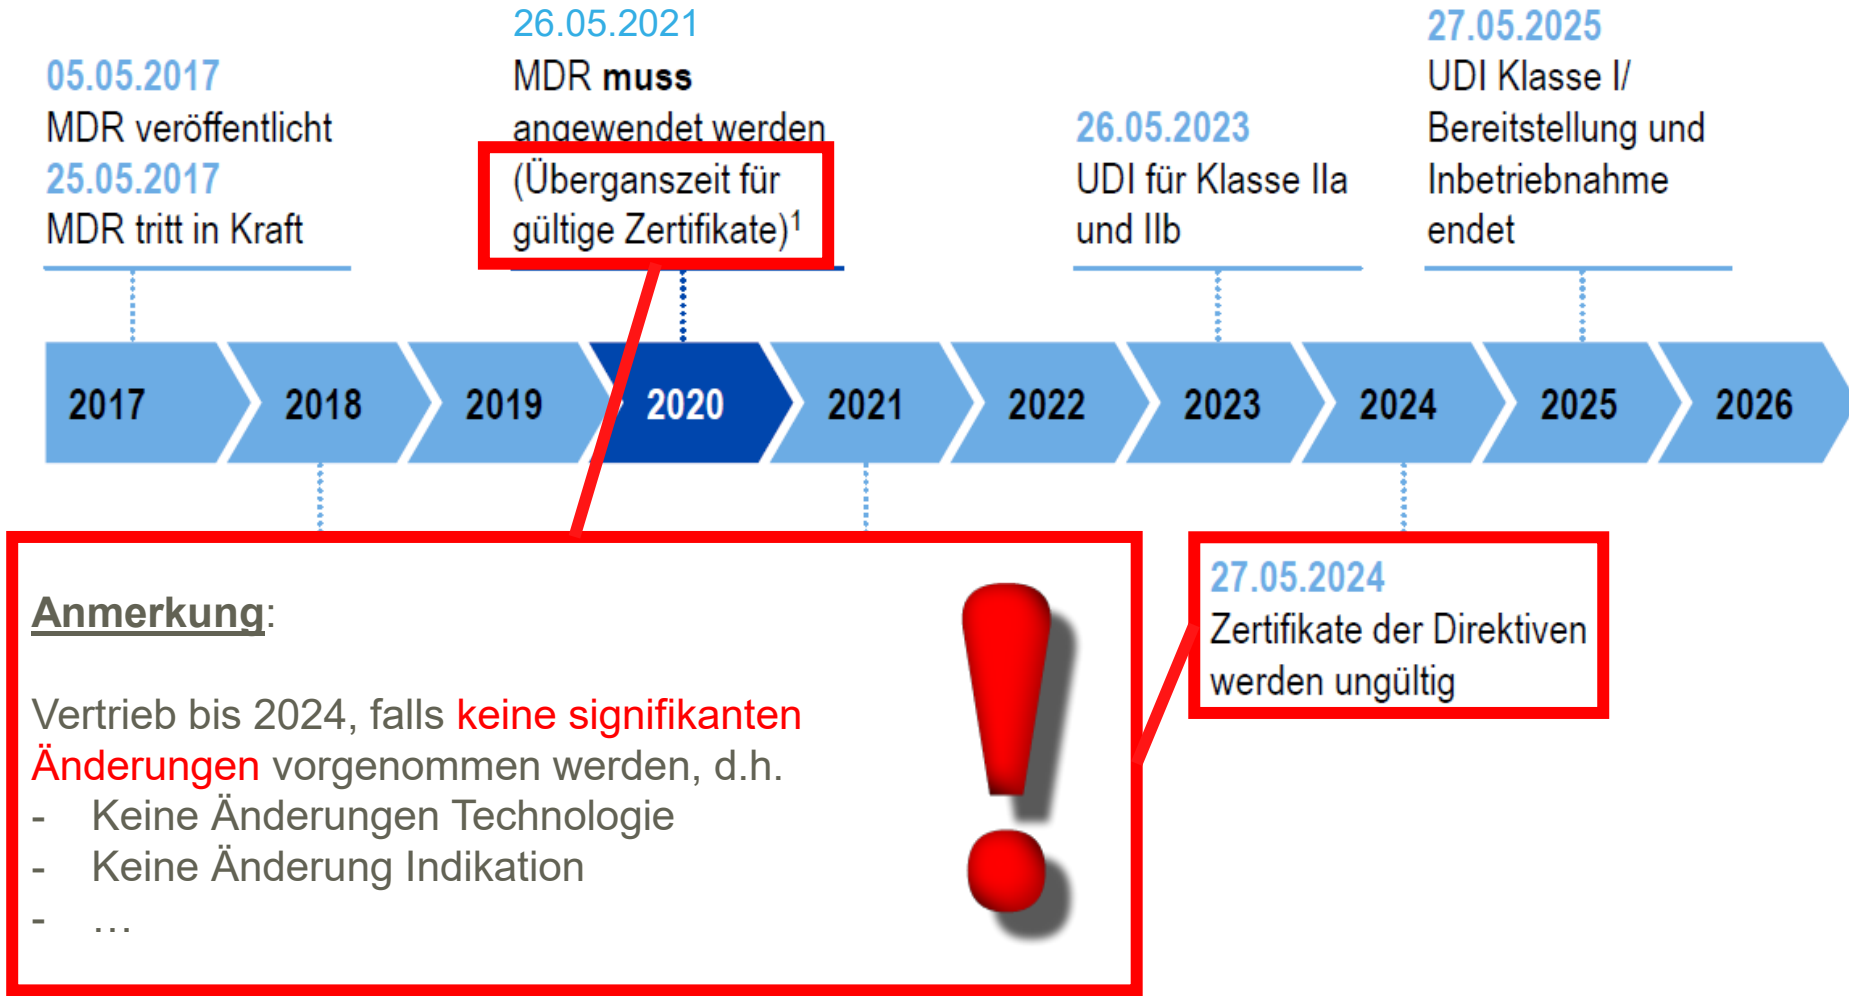 05.05.2017
MDR veröffentlicht
25.05.2017
MDR tritt in Kraft
26.05.2021
MDR muss
angewendet werden
(Überganszeit für
gültige Zertifikate)¹
26.05.2023
UDI für Klasse IIa
und IIb
27.05.2025
UDI Klasse I/
Bereitstellung und
Inbetriebnahme
endet
2017
2018
2019
2020
2021
2022
2023
2024
2025
2026
Anmerkung:
Vertrieb bis 2024, falls keine signifikanten
Änderungen vorgenommen werden, d.h.
- Keine Änderungen Technologie
- Keine Änderung Indikation
- …
27.05.2024
Zertifikate der Direktiven
werden ungültig